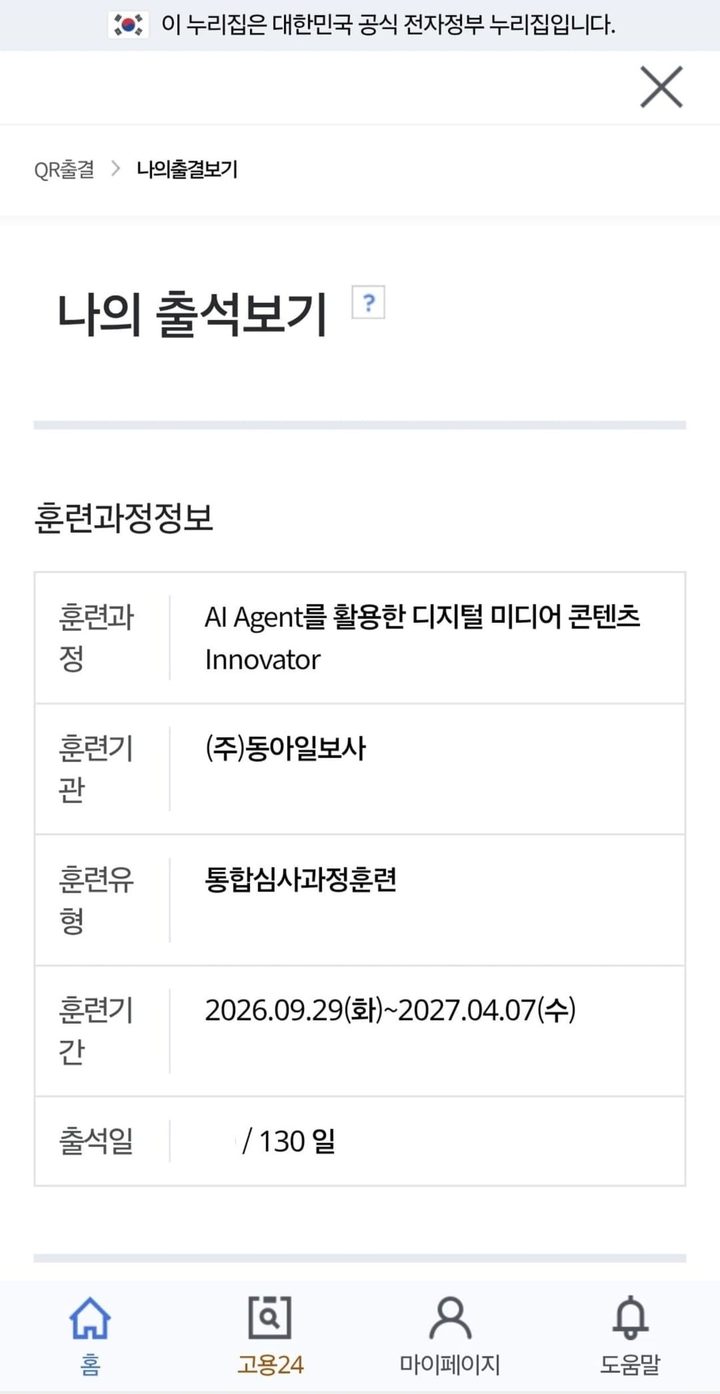 이 누리집은 대한민국 공식 전자정부 누리집입니다.
QR출결 > 나의출결보기
나의 출석보기 ?
훈련과정정보
훈련과
정
AI Agent를 활용한 디지털 미디어 콘텐츠
Innovator
훈련기
관
(주)동아일보사
훈련유
형
통합심사과정훈련
훈련기
간
2026.09.29(화)~2027.04.07(수)
출석일
/ 130 일
홈
고용24
마이페이지
도움말